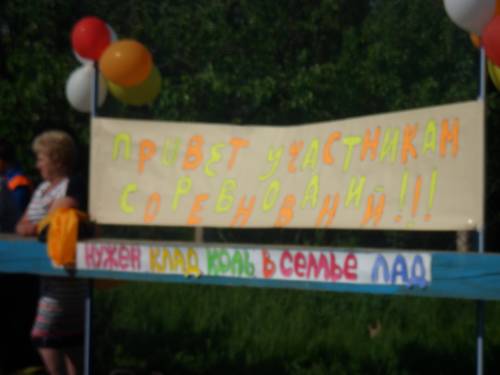 ПРИВЕТ УЧАСТНИКАМ
СОРЕВНОВАНИЙ!!!
НУЖЕН КЛАД, КОЛЬ В СЕМЬЕ ЛАД